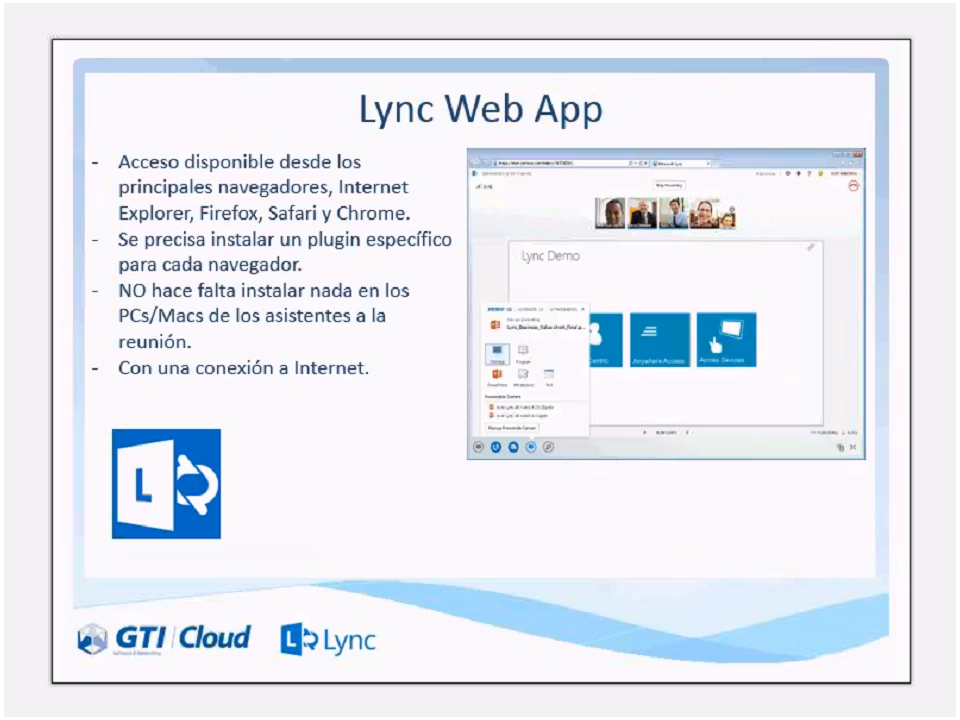 Lync Web App
- Acceso disponible desde los
principales navegadores, Internet
Explorer, Firefox, Safari y Chrome.
- Se precisa instalar un plugin específico
para cada navegador.
- NO hace falta instalar nada en los
PCs/Macs de los asistentes a la
reunión.
- Con una conexión a Internet.
Lync Demo
Anywhere Access
Across Devices
GTI Cloud
Lync